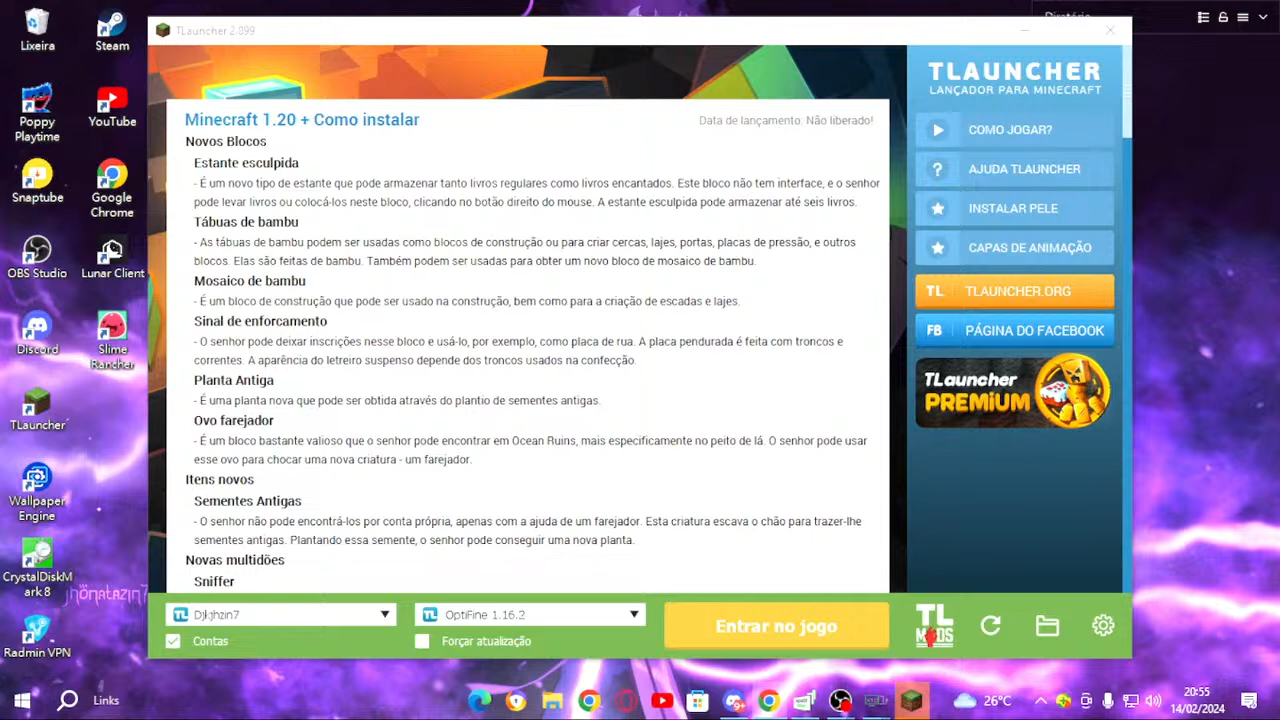 Lixeira
Steam
Poppy
Playtime
YouTube
Snaptube
Google
Chrome
OBS Studio
Lunar Client
Discord
Slime
Rancher
TLauncher
Wallpaper
Engine
CrystalDiskM
ark 8
Radmin VPN
TLauncher 2.899
Minecraft 1.20 + Como instalar
Data de lançamento: Não liberado!
Novos Blocos
Estante esculpida
- É um novo tipo de estante que pode armazenar tanto livros regulares como livros encantados. Este bloco não tem interface, e o senhor
pode levar livros ou colocá-los neste bloco, clicando no botão direito do mouse. A estante esculpida pode armazenar até seis livros.
Tábuas de bambu
- As tábuas de bambu podem ser usadas como blocos de construção ou para criar cercas, lajes, portas, placas de pressão, e outros
blocos. Elas são feitas de bambu. Também podem ser usadas para obter um novo bloco de mosaico de bambu.
Mosaico de bambu
- É um bloco de construção que pode ser usado na construção, bem como para a criação de escadas e lajes.
Sinal de enforcamento
- O senhor pode deixar inscrições nesse bloco e usá-lo, por exemplo, como placa de rua. A placa pendurada é feita com troncos e
correntes. A aparência do letreiro suspenso depende dos troncos usados na confecção.
Planta Antiga
- É uma planta nova que pode ser obtida através do plantio de sementes antigas.
Ovo farejador
- É um bloco bastante valioso que o senhor pode encontrar em Ocean Ruins, mais especificamente no peito de lá. O senhor pode usar
esse ovo para chocar uma nova criatura - um farejador.
Itens novos
Sementes Antigas
- O senhor não pode encontrá-los por conta própria, apenas com a ajuda de um farejador. Esta criatura escava o chão para trazer-lhe
sementes antigas. Plantando essa semente, o senhor pode conseguir uma nova planta.
Novas multidões
Sniffer
TLAUNCHER
LANÇADOR PARA MINECRAFT
COMO JOGAR?
AJUDA TLAUNCHER
INSTALAR PELE
CAPAS DE ANIMAÇÃO
TL TLAUNCHER.ORG
FB PÁGINA DO FACEBOOK
TLauncher
PREMIUM
TL
OptiFine 1.16.2
Contas
Forçar atualização
Entrar no jogo
TL
MODS
Links
26°C
20:55
14/02/2024